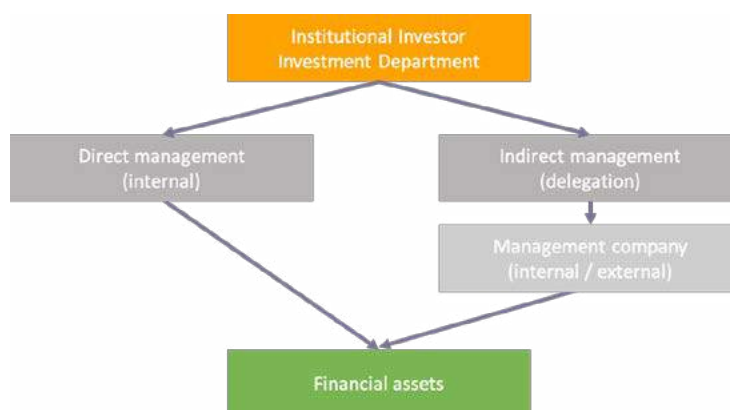 Institutional Investor
Investment Department
Direct management
(internal)
Indirect management
(delegation)
Management company
(internal / external)
Financial assets